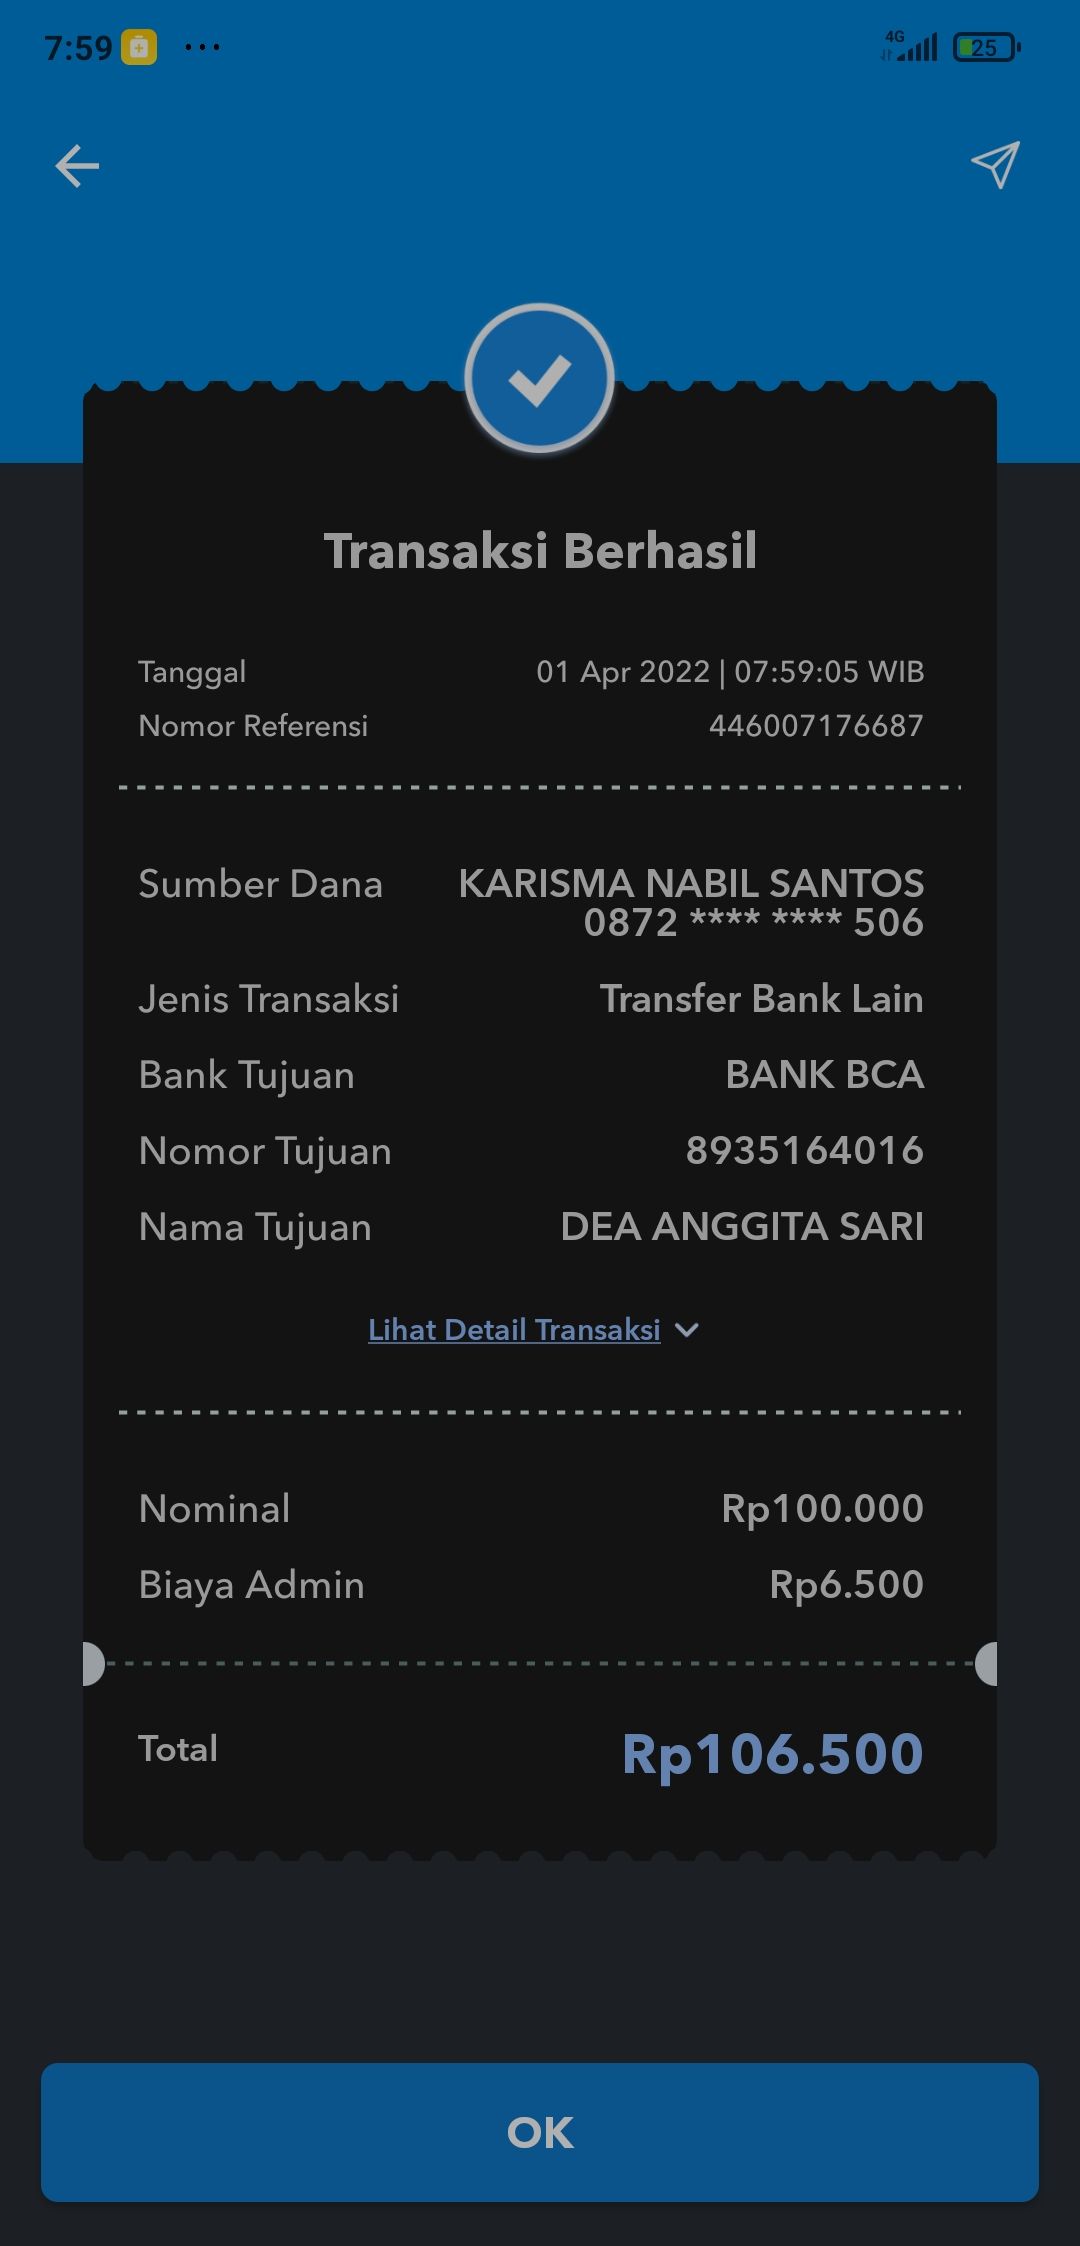 7:59 ... 4G 25
Transaksi Berhasil
Tanggal 01 Apr 2022 | 07:59:05 WIB
Nomor Referensi 446007176687
Sumber Dana KARISMA NABIL SANTOS
0872 **** **** 506
Jenis Transaksi Transfer Bank Lain
Bank Tujuan BANK BCA
Nomor Tujuan 8935164016
Nama Tujuan DEA ANGGITA SARI
Lihat Detail Transaksi
Nominal Rp100.000
Biaya Admin Rp6.500
Total Rp106.500
OK